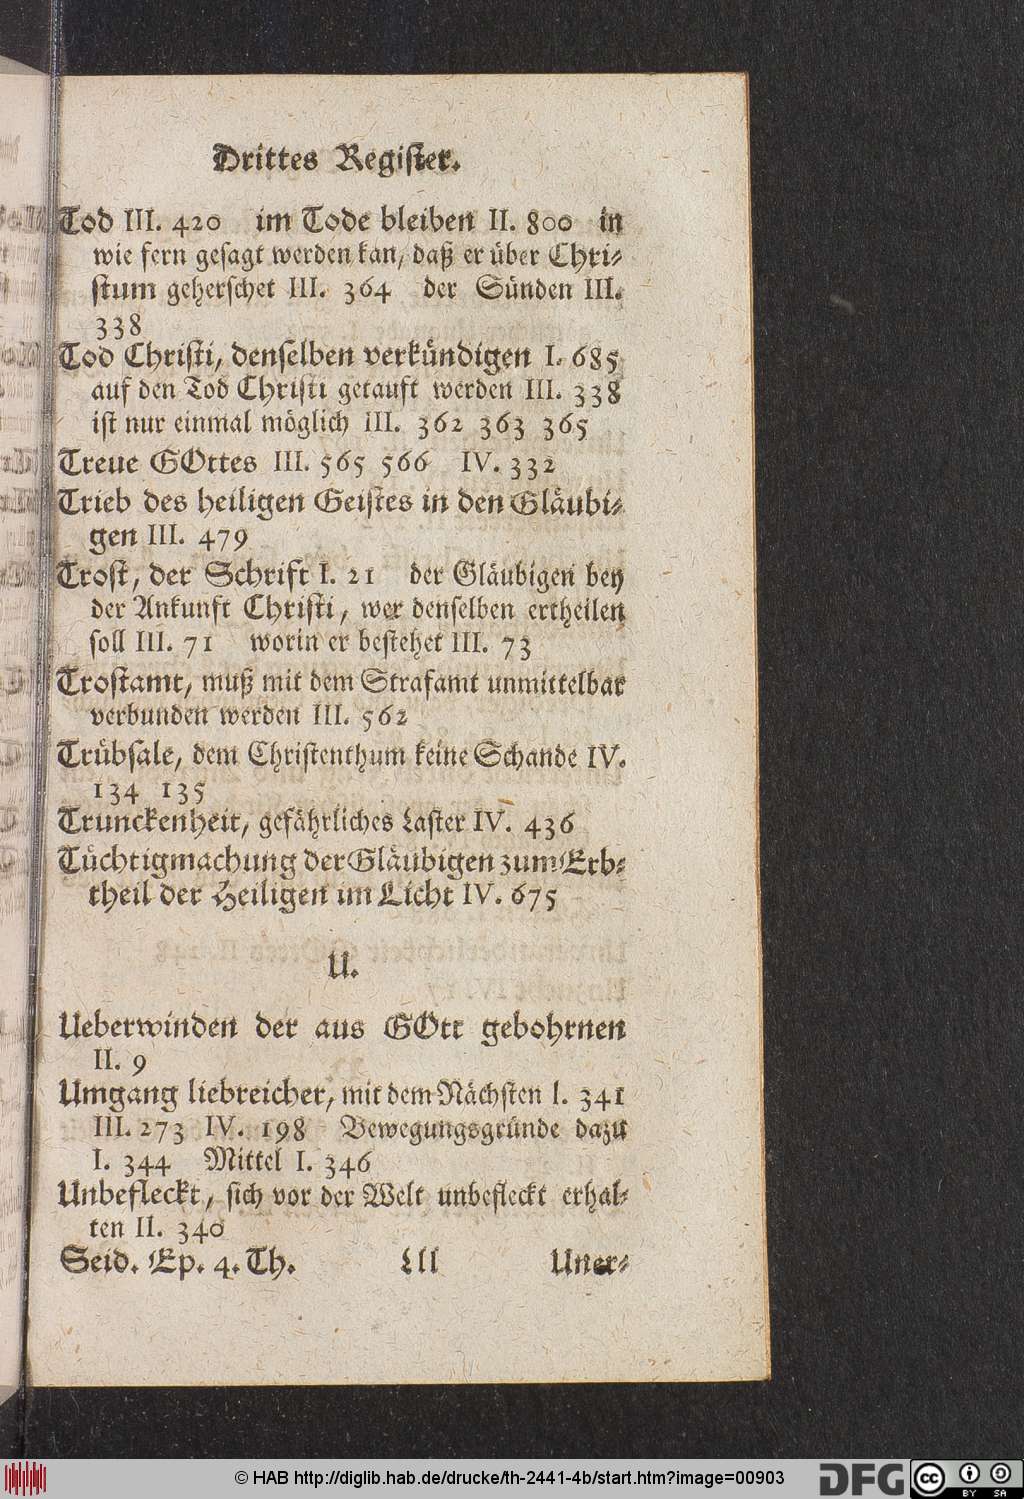 Drittes Register.
Tod III. 420 im Tode bleiben II. 800 in
wie fern gesagt werden kan, daß er über Chri-
stum geherschet III. 364 der Sünden III.
338
Tod Christi, denselben verkündigen I. 685
auf den Tod Christi getauft werden III. 338
ist nur einmal möglich III. 362 363 365
Treue GOttes III. 565 566 IV. 332
Trieb des heiligen Geistes in den Gläubi-
gen III. 479
Trost, der Schrift I. 21 der Gläubigen bey
der Ankunft Christi, wer denselben ertheilen
soll III. 71 worin er bestehet III. 73
Trostamt, muß mit dem Strafamt unmittelbar
verbunden werden III. 562
Trübsale, dem Christenthum keine Schande IV.
134 135
Trunckenheit, gefährliches Laster IV. 436
Tüchtigmachung der Gläubigen zum Erb-
theil der Heiligen im Licht IV. 675
U.
Ueberwinden der aus GOtt gebohrnen
II. 9
Umgang liebreicher, mit dem Nächsten I. 341
III. 273 IV. 198 Bewegungsgründe dazu
I. 344 Mittel I. 346
Unbefleckt, sich vor der Welt unbefleckt erhal-
ten II. 340
Seid. Ep. 4. Th. Lll Uner-
© HAB http://diglib.hab.de/drucke/th-2441-4b/start.htm?image=00903
DFG
cc BY SA